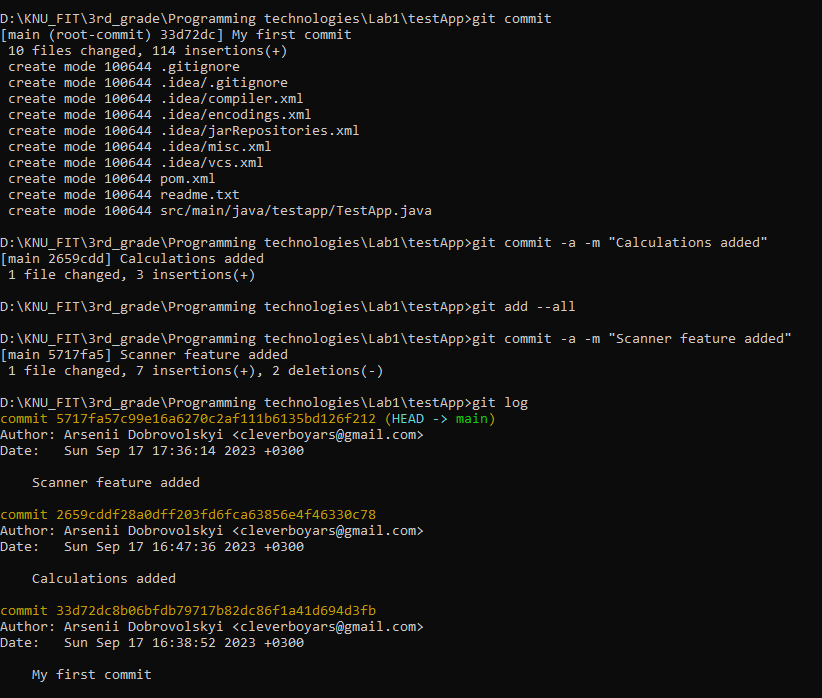 D:\KNU_FIT\3rd_grade\Programming technologies\Lab1\testApp>git commit
[main (root-commit) 33d72dc] My first commit
 10 files changed, 114 insertions(+)
 create mode 100644 .gitignore
 create mode 100644 .idea/.gitignore
 create mode 100644 .idea/compiler.xml
 create mode 100644 .idea/encodings.xml
 create mode 100644 .idea/jarRepositories.xml
 create mode 100644 .idea/misc.xml
 create mode 100644 .idea/vcs.xml
 create mode 100644 pom.xml
 create mode 100644 readme.txt
 create mode 100644 src/main/java/testapp/TestApp.java
D:\KNU_FIT\3rd_grade\Programming technologies\Lab1\testApp>git commit -a -m "Calculations added"
[main 2659cdd] Calculations added
 1 file changed, 3 insertions(+)
D:\KNU_FIT\3rd_grade\Programming technologies\Lab1\testApp>git add --all
D:\KNU_FIT\3rd_grade\Programming technologies\Lab1\testApp>git commit -a -m "Scanner feature added"
[main 5717fa5] Scanner feature added
 1 file changed, 7 insertions(+), 2 deletions(-)
D:\KNU_FIT\3rd_grade\Programming technologies\Lab1\testApp>git log
commit 5717fa57c99e16a6270c2af111b6135bd126f212 (HEAD -> main)
Author: Arsenii Dobrovolskyi <cleverboyars@gmail.com>
Date:   Sun Sep 17 17:36:14 2023 +0300
    Scanner feature added
commit 2659cddf28a0dff203fd6fca63856e4f46330c78
Author: Arsenii Dobrovolskyi <cleverboyars@gmail.com>
Date:   Sun Sep 17 16:47:36 2023 +0300
    Calculations added
commit 33d72dc8b06bfdb79717b82dc86f1a41d694d3fb
Author: Arsenii Dobrovolskyi <cleverboyars@gmail.com>
Date:   Sun Sep 17 16:38:52 2023 +0300
    My first commit